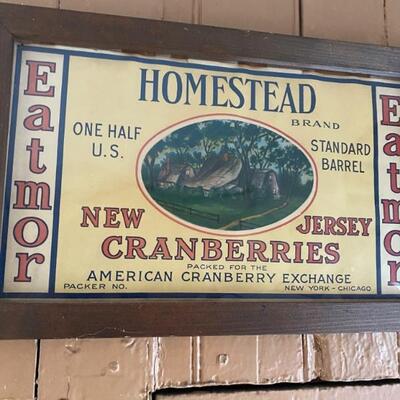 Eatmor
HOMESTEAD
BRAND
ONE HALF
U.S.
STANDARD
BARREL
NEW JERSEY
CRANBERRIES
PACKED FOR THE
AMERICAN CRANBERRY EXCHANGE
PACKER NO.
NEW YORK - CHICAGO
Eatmor